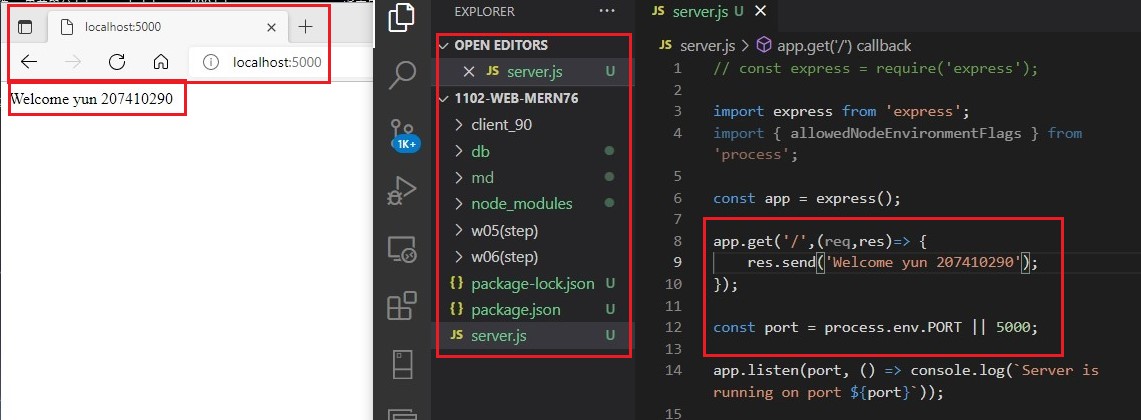 localhost:5000
localhost:5000
Welcome yun 207410290
1K+
EXPLORER ...
OPEN EDITORS
JS server.js U
1102-WEB-MERN76
client_90
db
md
node_modules
w05(step)
w06(step)
{} package-lock.json U
{} package.json U
JS server.js U
JS server.js U
JS server.js > app.get('/') callback
1 // const express = require('express');
2
3 import express from 'express';
4 import { allowedNodeEnvironmentFlags } from
'process';
5
6 const app = express();
7
8 app.get('/',(req,res)=> {
9 res.send('Welcome yun 207410290');
10 });
11
12 const port = process.env.PORT || 5000;
13
14 app.listen(port, () => console.log(`Server is
running on port ${port}`));
15